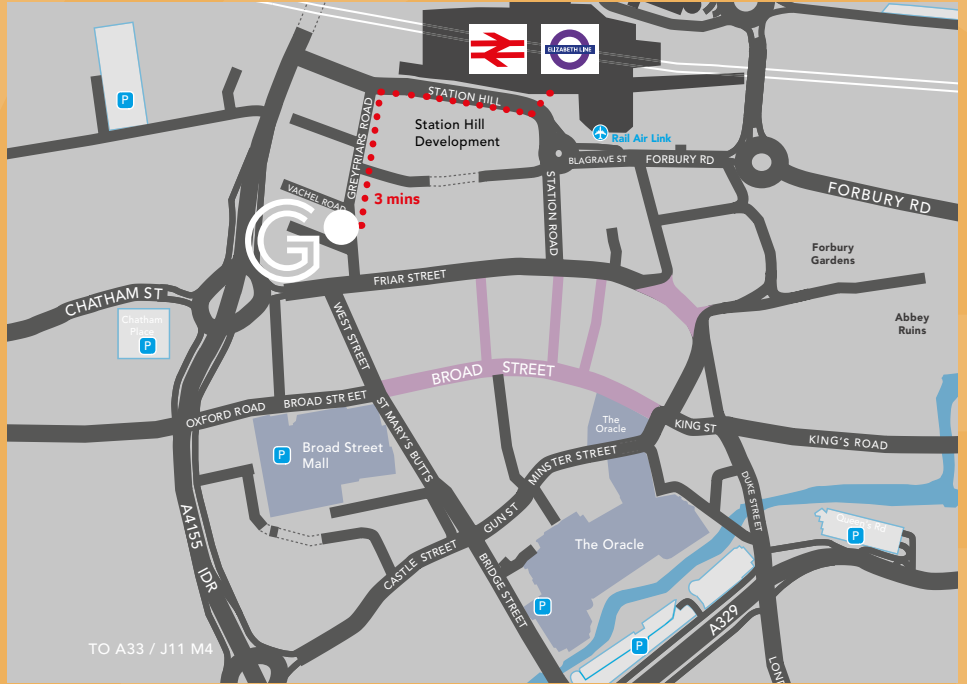 P
ELIZABETH LINE
STATION HILL
Station Hill
Development
Rail Air Link
GREYFRIARS ROAD
BLAGRAVE ST
FORBURY RD
FORBURY RD
VACHEL ROAD
3 mins
STATION ROAD
G
Forbury
Gardens
FRIAR STREET
CHATHAM ST
Abbey
Ruins
Chatham
Place
P
WEST STREET
BROAD STREET
OXFORD ROAD
BROAD STREET
ST MARY'S BUTTS
The
Oracle
KING ST
KING'S ROAD
P
Broad Street
Mall
MINSTER STREET
DUKE STREET
A4155
GUN ST
Queen's Rd
P
The Oracle
CASTLE STREET
BRIDGE STREET
IDR
P
A329
P
TO A33 / J11 M4